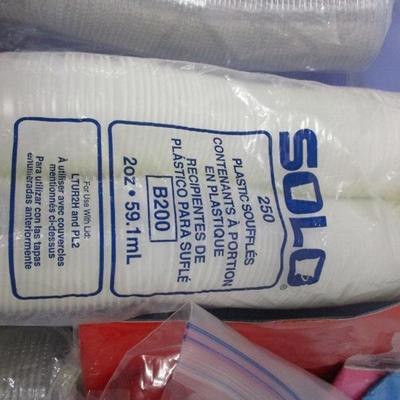 SOLO®
250
PLASTIC SOUFFLÉS
CONTENANTS À PORTION
EN PLASTIQUE
RECIPIENTES DE
PLÁSTICO PARA SUFLÉ
B200
2oz • 59.1mL
For Use With Lid:
LTUR2H and PL2
À utiliser avec couvercles
mentionnés ci-dessus
Para utilizar con las tapas
enumeradas anteriormente